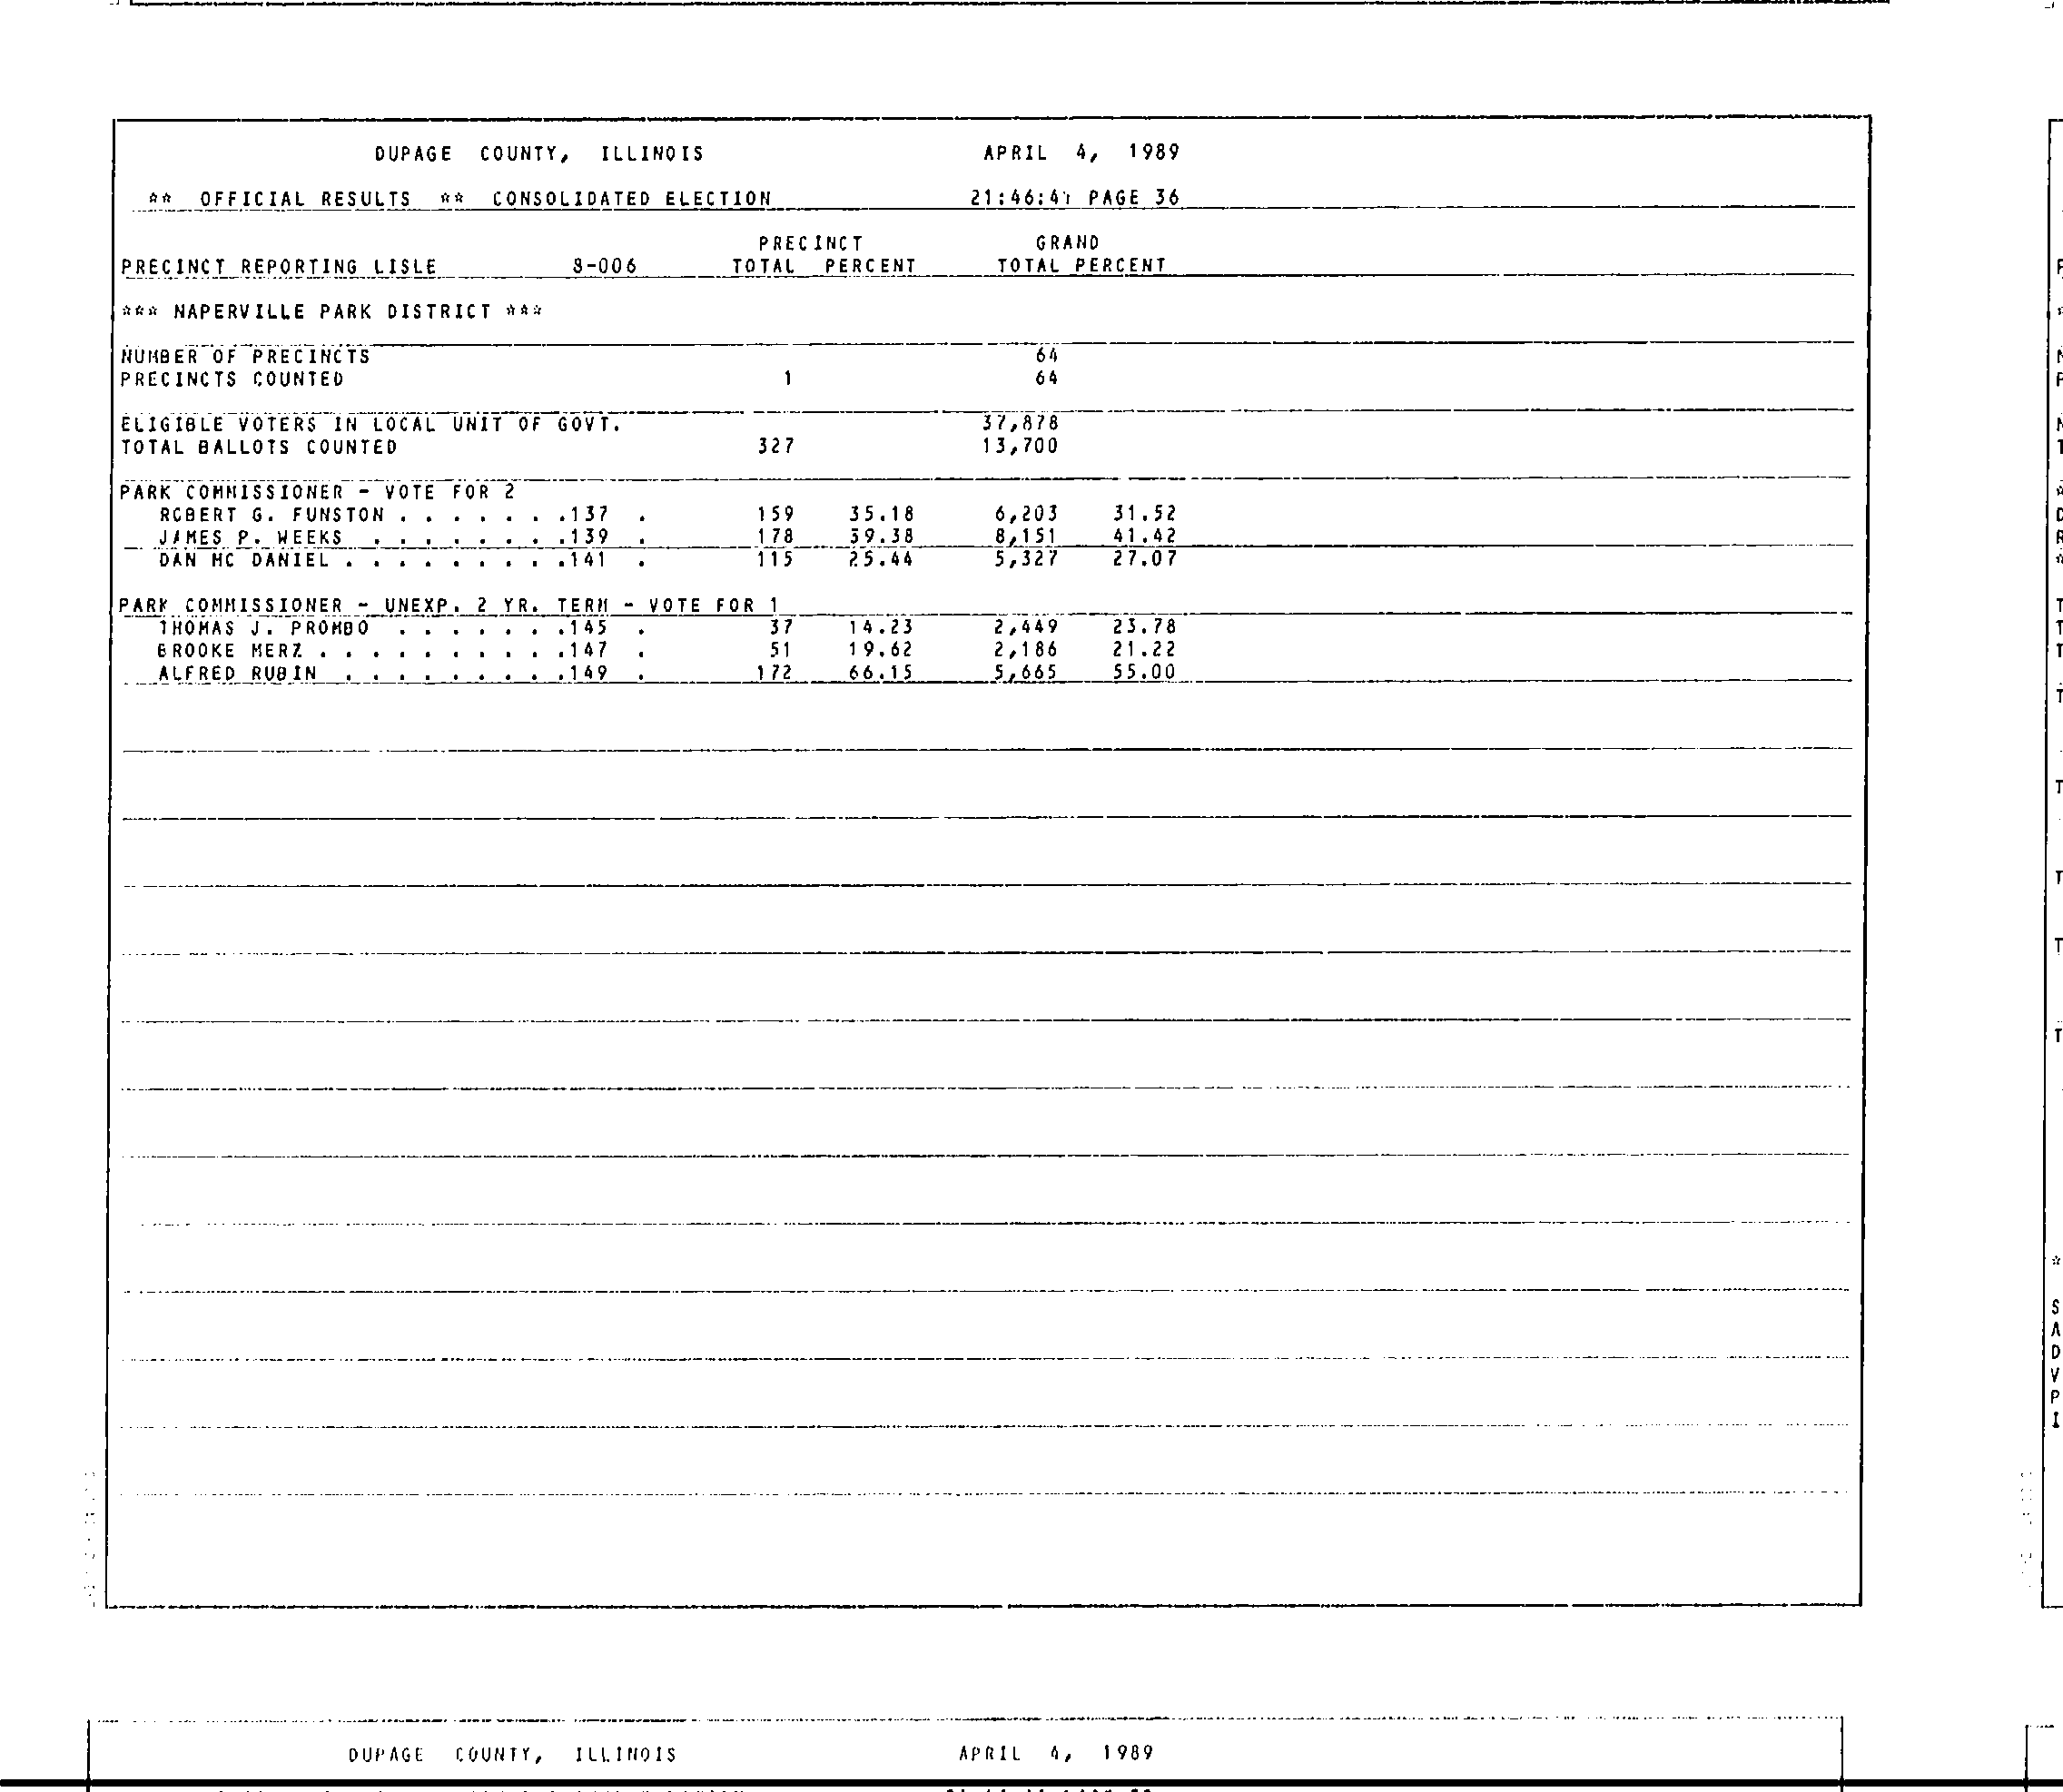 DUPAGE COUNTY, ILLINOIS APRIL 4, 1989
** OFFICIAL RESULTS ** CONSOLIDATED ELECTION PAGE 36
PRECINCT GRAND
PRECINCT REPORTING LISLE 8-006 TOTAL PERCENT TOTAL PERCENT
*** NAPERVILLE PARK DISTRICT ***
NUMBER OF PRECINCTS 64
PRECINCTS COUNTED 1 64
ELIGIBLE VOTERS IN LOCAL UNIT OF GOVT. 37,878
TOTAL BALLOTS COUNTED 327 13,700
PARK COMMISSIONER - VOTE FOR 2
ROBERT G. FUNSTON . . . . . . .137 . 159 35.18 6,203 31.52
JAMES P. WEEKS . . . . . . . .139 . 178 39.38 8,151 41.42
DAN MC DANIEL . . . . . . . . .141 . 115 25.44 5,327 27.07
PARK COMMISSIONER - UNEXP. 2 YR. TERM - VOTE FOR 1
THOMAS J. PROMBO . . . . . . .145 . 37 14.23 2,449 23.78
BROOKE MERZ . . . . . . . . . .147 . 51 19.62 2,186 21.22
ALFRED RUBIN . . . . . . . . .149 . 172 66.15 5,665 55.00
DUPAGE COUNTY, ILLINOIS APRIL 4, 1989